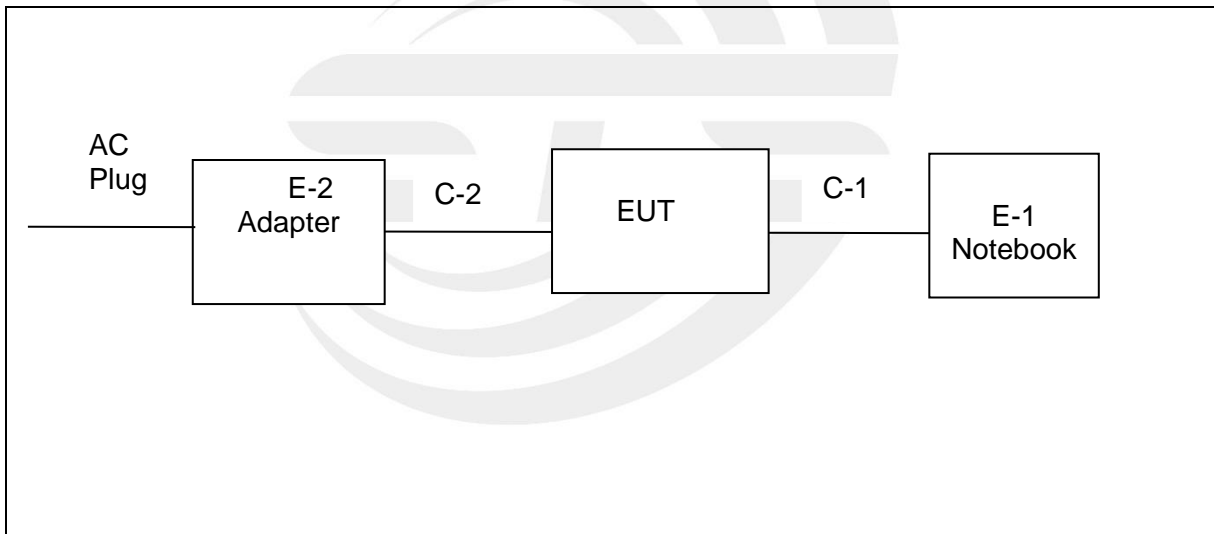 AC
Plug
E-2
Adapter
C-2
EUT
C-1
E-1
Notebook